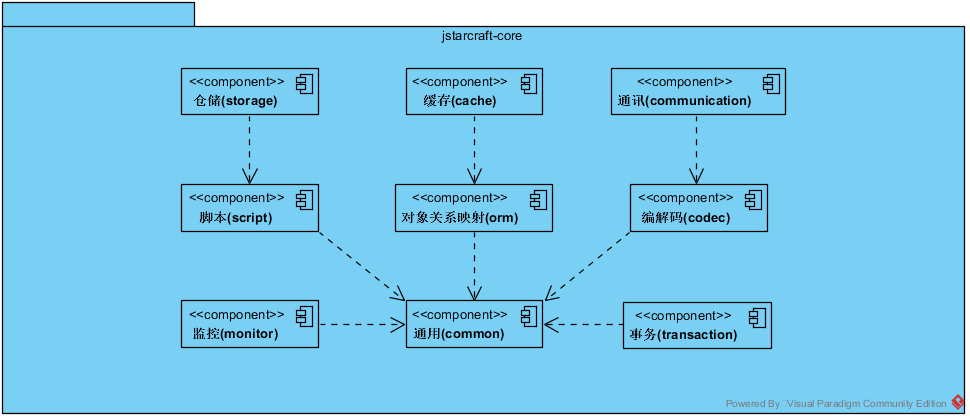 jstarcraft-core
<<component>>
仓储(storage)
<<component>>
缓存(cache)
<<component>>
通讯(communication)
<<component>>
脚本(script)
<<component>>
对象关系映射(orm)
<<component>>
编解码(codec)
<<component>>
监控(monitor)
<<component>>
通用(common)
<<component>>
事务(transaction)
Powered By Visual Paradigm Community Edition